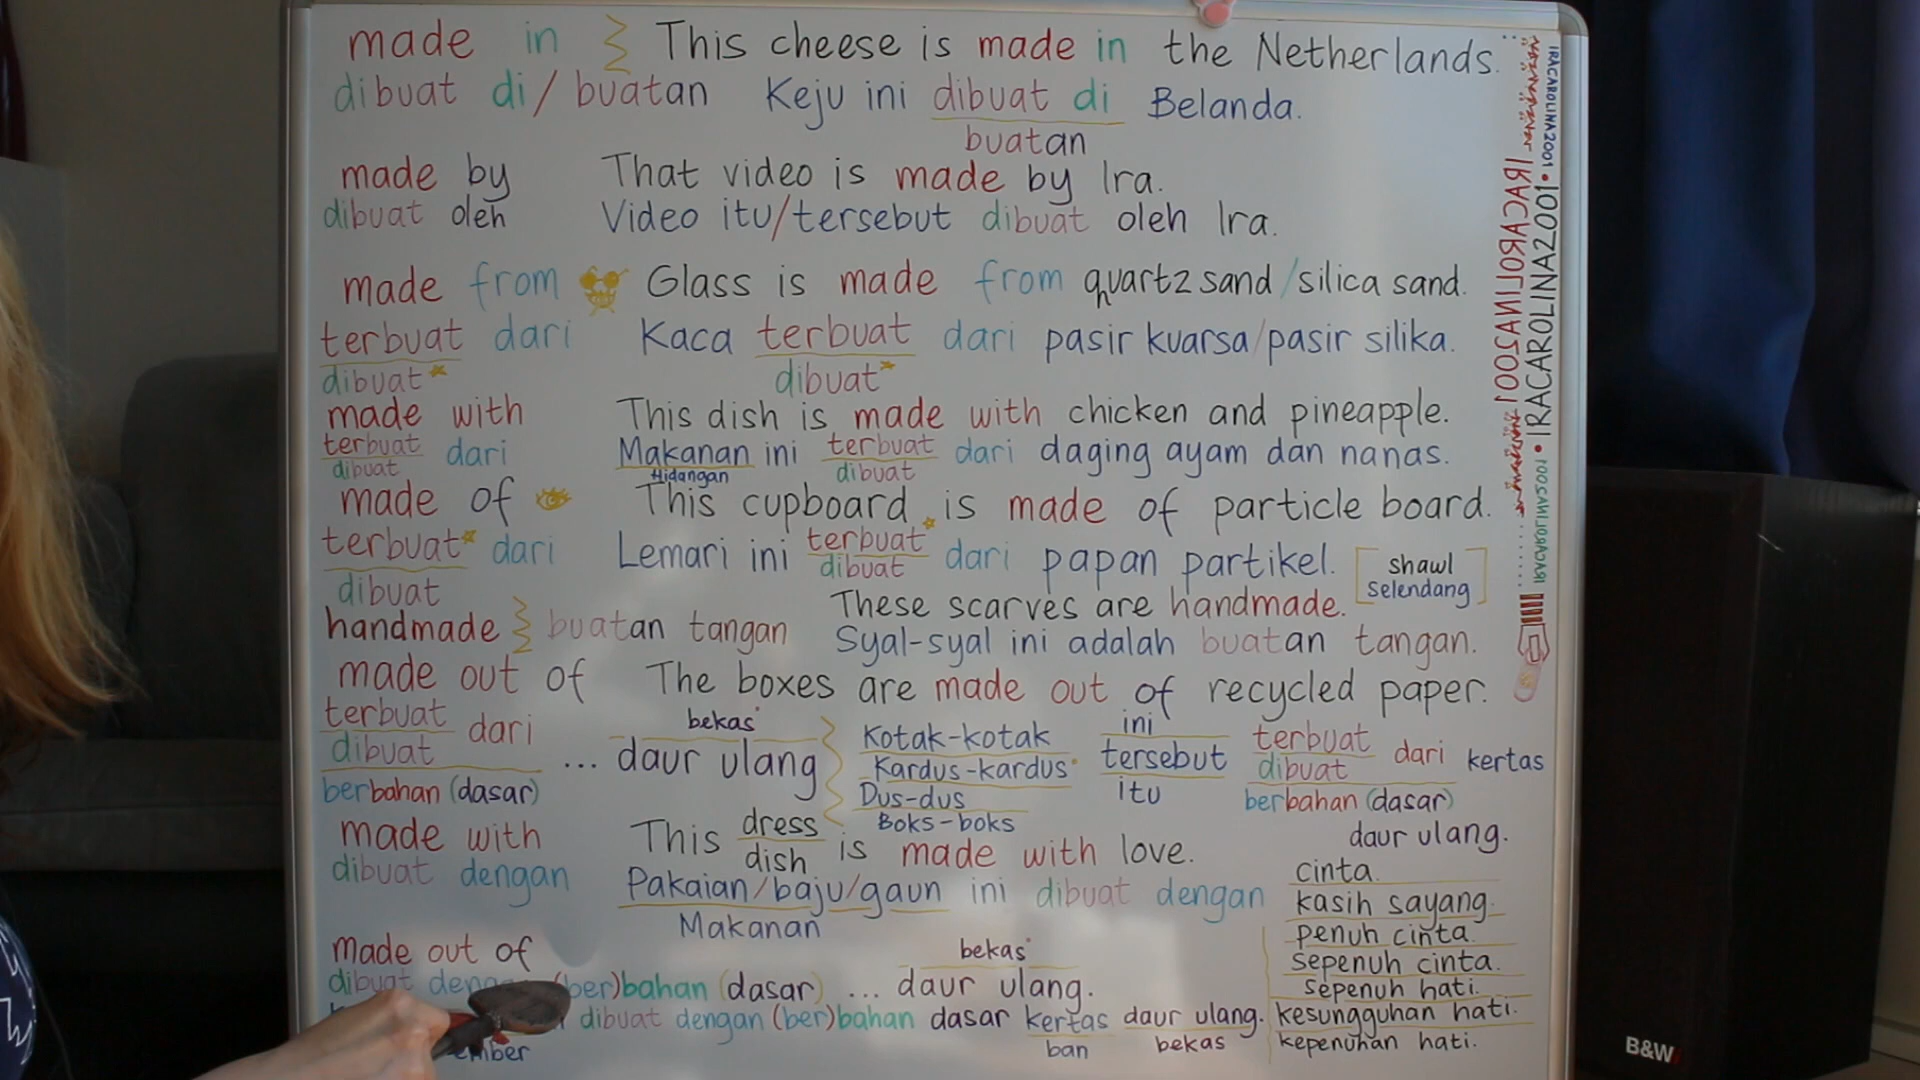 made in This cheese is made in the Netherlands.
dibuat di / buatan Keju ini dibuat di Belanda.
buatan
made by That video is made by Ira.
dibuat oleh Video itu/tersebut dibuat oleh Ira.
made from Glass is made from quartz sand/silica sand.
terbuat dari Kaca terbuat dari pasir kuarsa/pasir silika.
dibuat* dibuat*
made with This dish is made with chicken and pineapple.
terbuat dari Makanan ini terbuat dari daging ayam dan nanas.
dibuat Hidangan dibuat
made of This cupboard is made of particle board.
terbuat* dari Lemari ini terbuat* dari papan partikel.
dibuat dibuat
shawl
selendang
These scarves are handmade.
handmade buatan tangan Syal-syal ini adalah buatan tangan.
made out of The boxes are made out of recycled paper.
terbuat dari ... daur ulang
dibuat bekas
berbahan (dasar)
Kotak-kotak ini terbuat dari kertas
Kardus-kardus tersebut dibuat
Dus-dus itu berbahan (dasar)
Boks-boks daur ulang.
made with This dress is made with love.
dish
dibuat dengan Pakaian/baju/gaun ini dibuat dengan cinta.
Makanan kasih sayang.
penuh cinta.
sepenuh cinta.
sepenuh hati.
kesungguhan hati.
kepenuhan hati.
made out of bekas
dibuat (ber)bahan (dasar) ... daur ulang.
dibuat dengan (ber)bahan dasar kertas daur ulang.
ember ban bekas
IRACAROLINA2001
IRACAROLINA2001
IRACAROLINA2001
IRACAROLINA2001
B&W